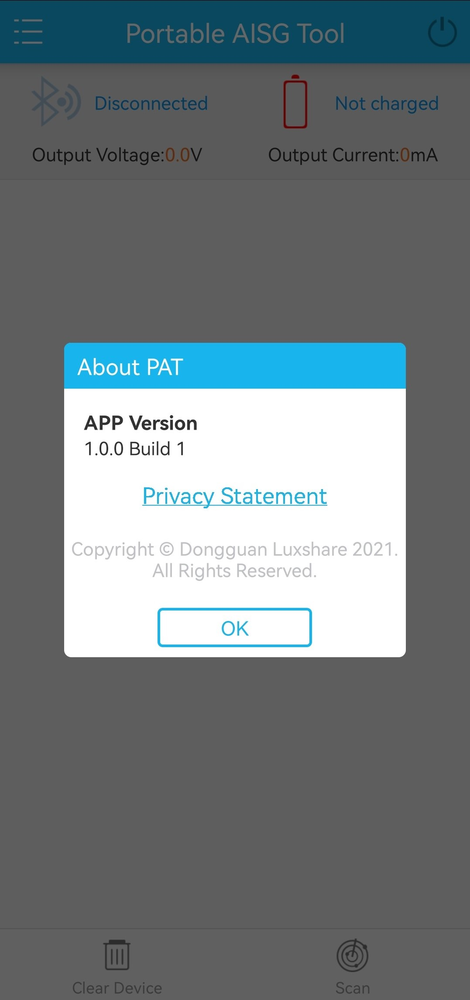 Portable AISG Tool
Disconnected
Not charged
Output Voltage:0.0V
Output Current:0mA
About PAT
APP Version
1.0.0 Build 1
Privacy Statement
Copyright © Dongguan Luxshare 2021.
All Rights Reserved.
OK
Clear Device
Scan